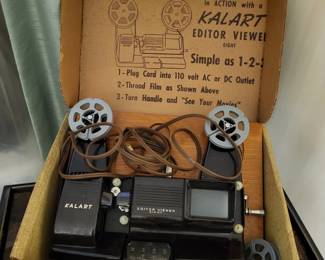 in ACTION with a
KALART
EDITOR VIEWER
EIGHT
Simple as 1-2-3
1-Plug Cord into 110 volt AC or DC Outlet
2-Thread Film as Shown Above
3-Turn Handle and "See Your Movies"
KALART
EDITOR VIEWER
EIGHT